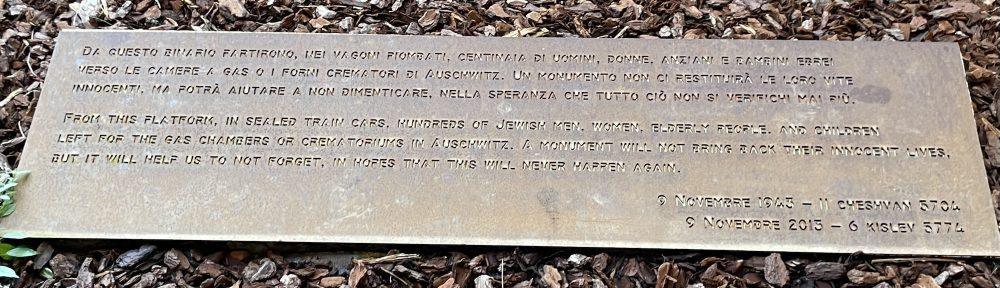 Da questo binario partirono, nei vagoni piombati, centinaia di uomini, donne, anziani e bambini ebrei
verso le camere a gas o i forni crematori di Auschwitz. Un monumento non ci restituirà le loro vite
innocenti, ma potrà aiutare a non dimenticare, nella speranza che tutto ciò non si verifichi mai più.
From this platform, in sealed train cars, hundreds of Jewish men, women, elderly people, and children
left for the gas chambers or crematoriums in Auschwitz. A monument will not bring back their innocent lives,
but it will help us to not forget, in hopes that this will never happen again.
9 Novembre 1943 – 11 cheshvan 5704
9 Novembre 2013 – 6 kislev 5774